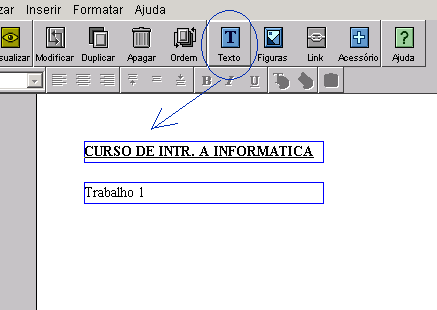 zar Inserir Formatar Ajuda
sualizar Modificar Duplicar Apagar Ordem Texto Figuras Link Acessório Ajuda
B I U
CURSO DE INTR. A INFORMATICA
Trabalho 1